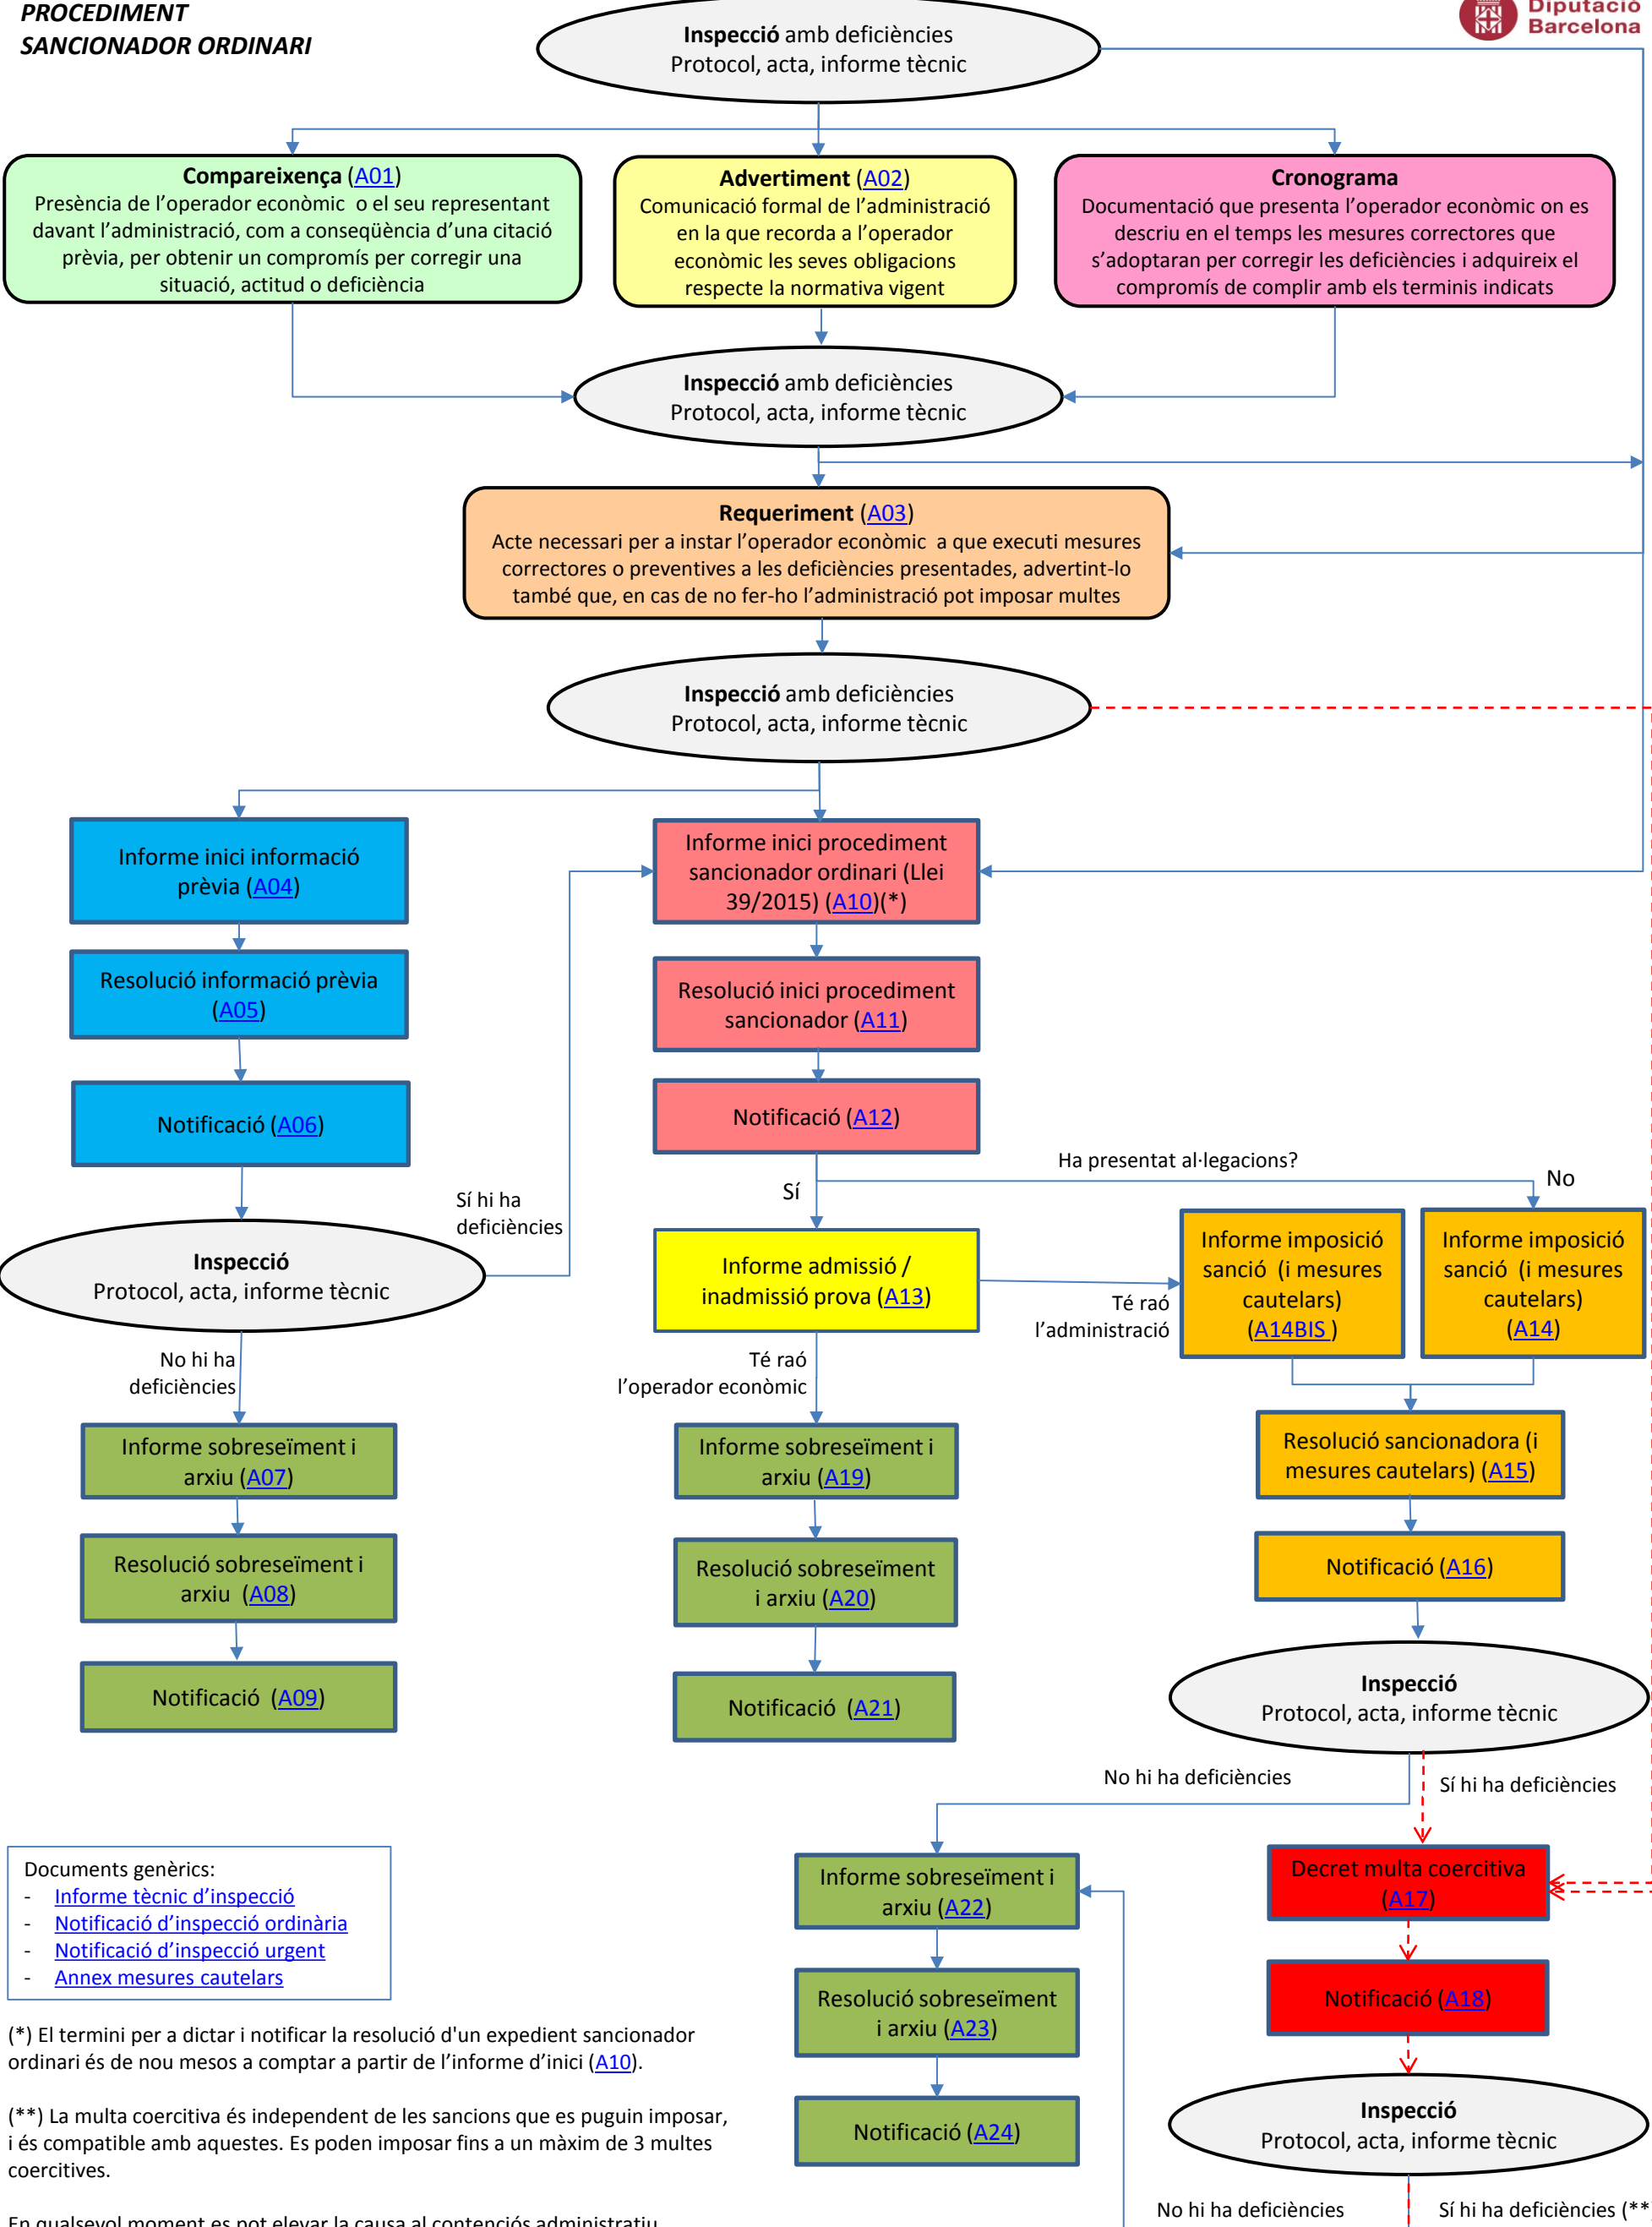 PROCEDIMENT
SANCIONADOR ORDINARI
Diputació
Barcelona
Inspecció amb deficiències
Protocol, acta, informe tècnic
Compareixença (A01)
Presència de l'operador econòmic o el seu representant
davant l'administració, com a conseqüència d'una citació
prèvia, per obtenir un compromís per corregir una
situació, actitud o deficiència
Advertiment (A02)
Comunicació formal de l'administració
en la que recorda a l'operador
econòmic les seves obligacions
respecte la normativa vigent
Cronograma
Documentació que presenta l'operador econòmic on es
descriu en el temps les mesures correctores que
s'adoptaran per corregir les deficiències i adquireix el
compromís de complir amb els terminis indicats
Inspecció amb deficiències
Protocol, acta, informe tècnic
Requeriment (A03)
Acte necessari per a instar l'operador econòmic a que executi mesures
correctores o preventives a les deficiències presentades, advertint-lo
també que, en cas de no fer-ho l'administració pot imposar multes
Inspecció amb deficiències
Protocol, acta, informe tècnic
Informe inici informació
prèvia (A04)
Resolució informació prèvia
(A05)
Notificació (A06)
Inspecció
Protocol, acta, informe tècnic
Sí hi ha
deficiències
No hi ha
deficiències
Informe sobreseïment i
arxiu (A07)
Resolució sobreseïment i
arxiu (A08)
Notificació (A09)
Informe inici procediment
sancionador ordinari (Llei
39/2015) (A10)(*)
Resolució inici procediment
sancionador (A11)
Notificació (A12)
Ha presentat al·legacions?
Sí
No
Informe admissió /
inadmissió prova (A13)
Té raó
l'administració
Té raó
l'operador econòmic
Informe sobreseïment i
arxiu (A19)
Resolució sobreseïment
i arxiu (A20)
Notificació (A21)
Informe imposició
sanció (i mesures
cautelars)
(A14BIS )
Informe imposició
sanció (i mesures
cautelars)
(A14)
Resolució sancionadora (i
mesures cautelars) (A15)
Notificació (A16)
Inspecció
Protocol, acta, informe tècnic
No hi ha deficiències
Sí hi ha deficiències
Informe sobreseïment i
arxiu (A22)
Resolució sobreseïment
i arxiu (A23)
Notificació (A24)
Decret multa coercitiva
(A17)
Notificació (A18)
Inspecció
Protocol, acta, informe tècnic
No hi ha deficiències
Sí hi ha deficiències (**
Documents genèrics:
- Informe tècnic d'inspecció
- Notificació d'inspecció ordinària
- Notificació d'inspecció urgent
- Annex mesures cautelars
(*) El termini per a dictar i notificar la resolució d'un expedient sancionador
ordinari és de nou mesos a comptar a partir de l'informe d'inici (A10).
(**) La multa coercitiva és independent de les sancions que es puguin imposar,
i és compatible amb aquestes. Es poden imposar fins a un màxim de 3 multes
coercitives.
En qualsevol moment es pot elevar la causa al contenciós administratiu